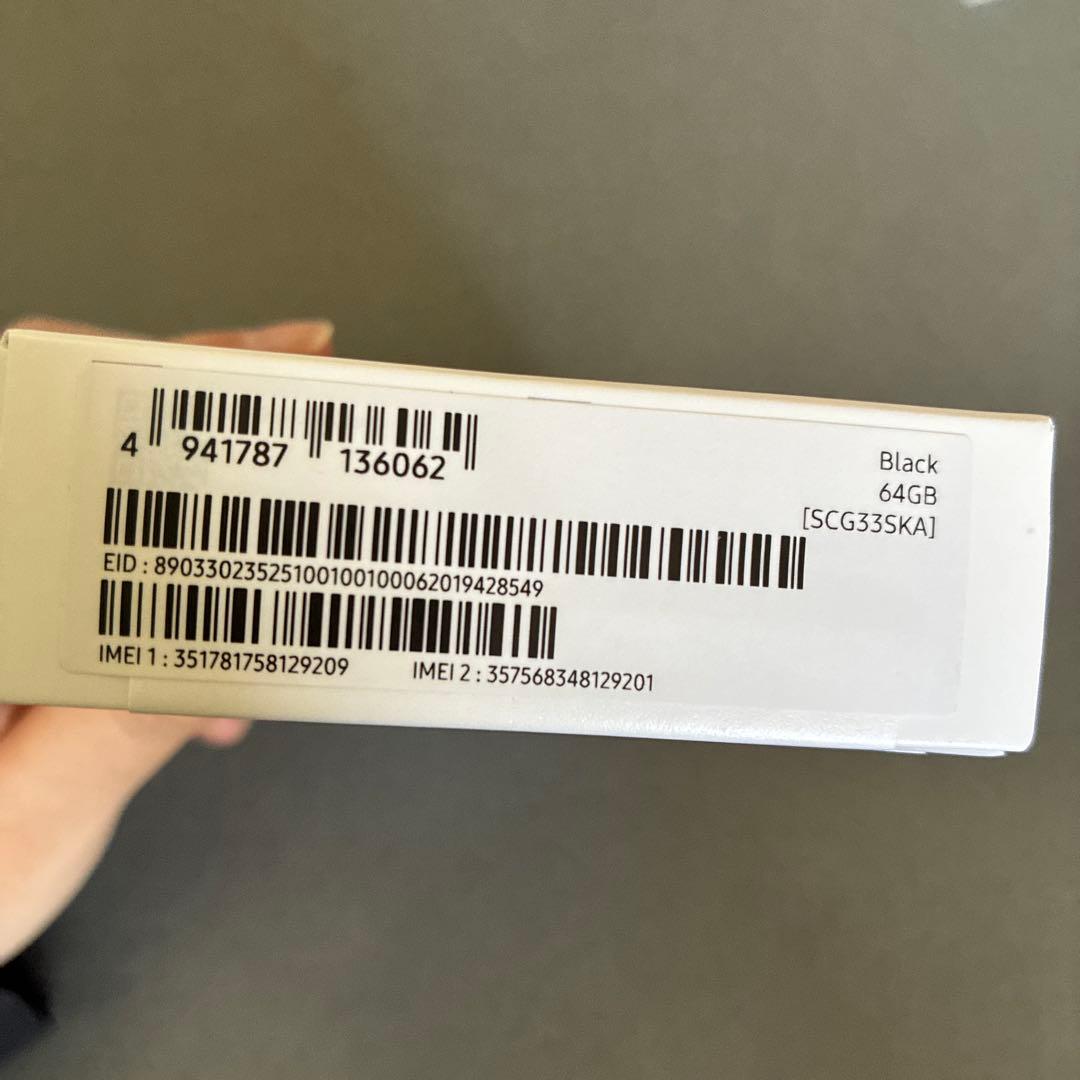 4 941787 136062
Black
64GB
[SCG33SKA]
EID : 89033023525100100100062019428549
IMEI 1 : 351781758129209 IMEI 2 : 357568348129201